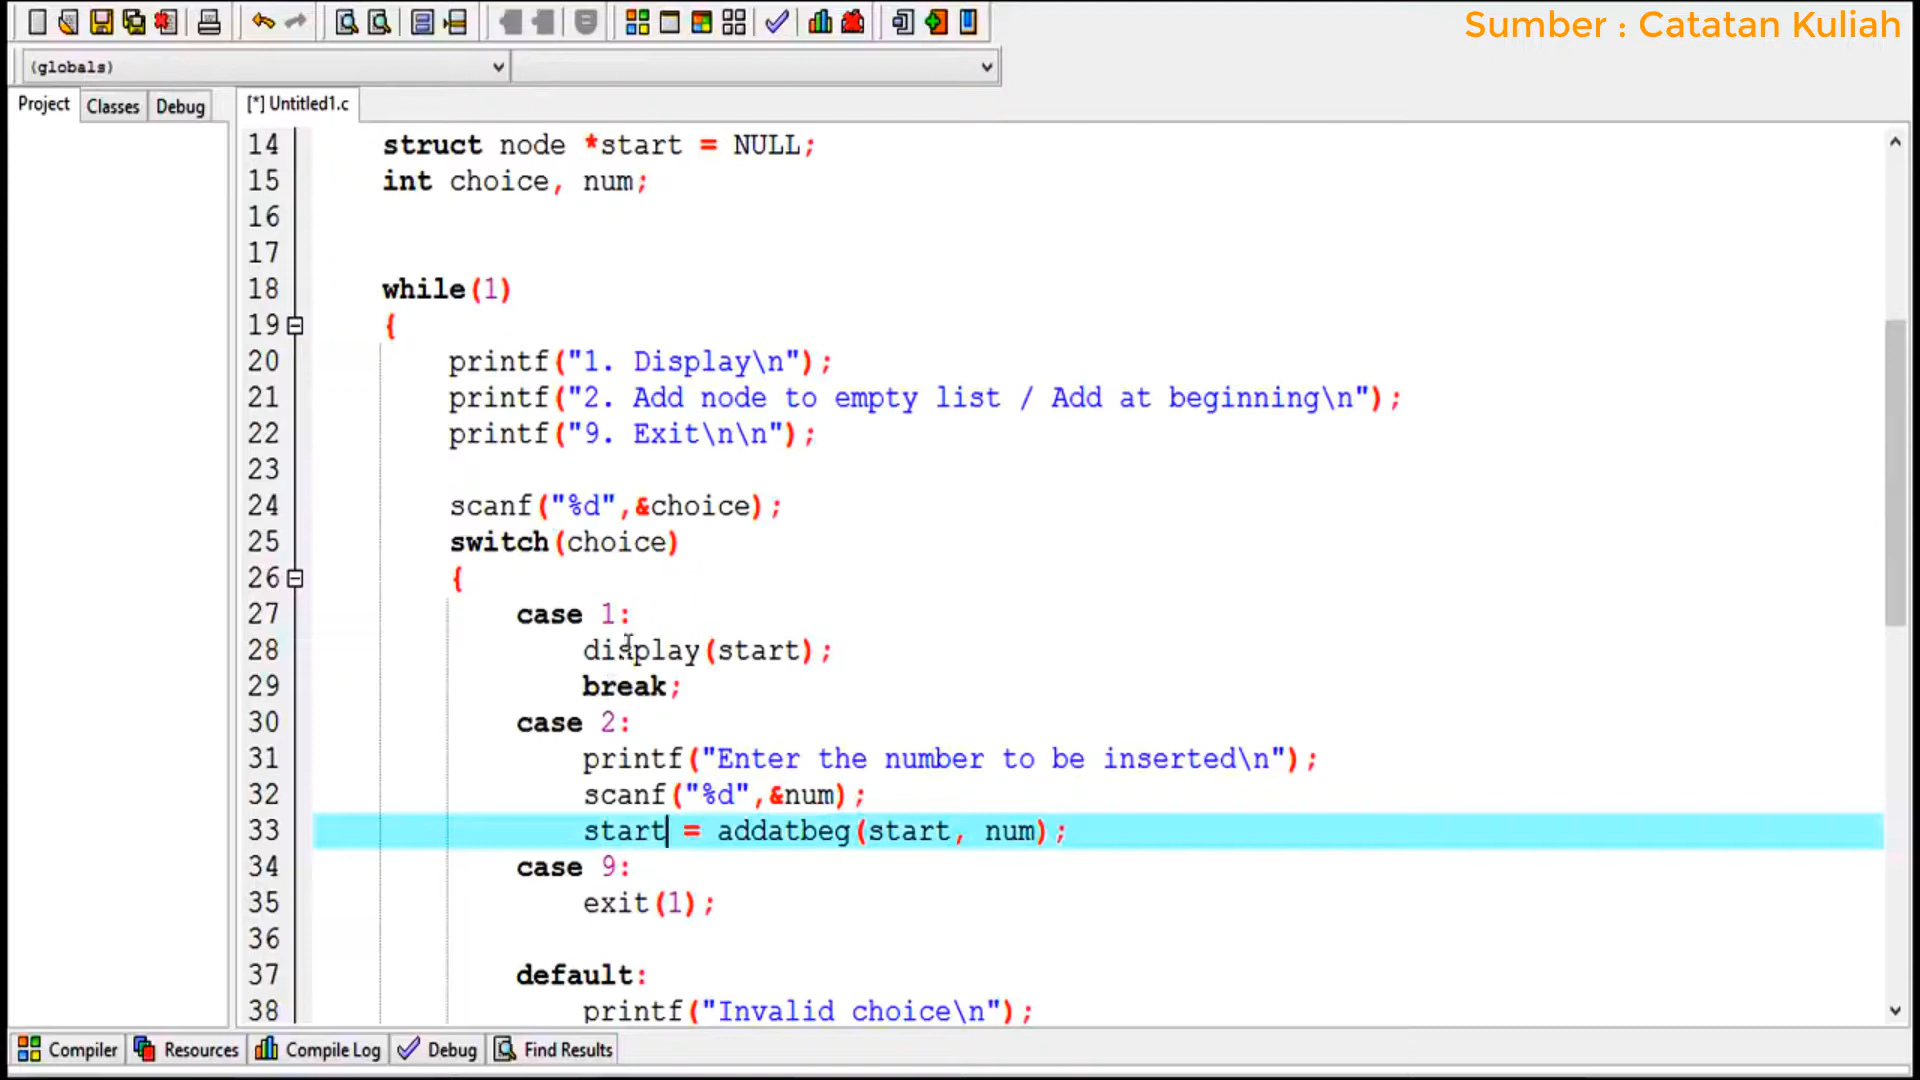 Sumber : Catatan Kuliah
(globals)
Project Classes Debug [*] Untitled1.c
14 struct node *start = NULL;
15 int choice, num;
16
17
18 while(1)
19 {
20 printf("1. Display\n");
21 printf("2. Add node to empty list / Add at beginning\n");
22 printf("9. Exit\n\n");
23
24 scanf("%d",&choice);
25 switch(choice)
26 {
27 case 1:
28 display(start);
29 break;
30 case 2:
31 printf("Enter the number to be inserted\n");
32 scanf("%d",&num);
33 start = addatbeg(start, num);
34 case 9:
35 exit(1);
36
37 default:
38 printf("Invalid choice\n");
Compiler Resources Compile Log Debug Find Results